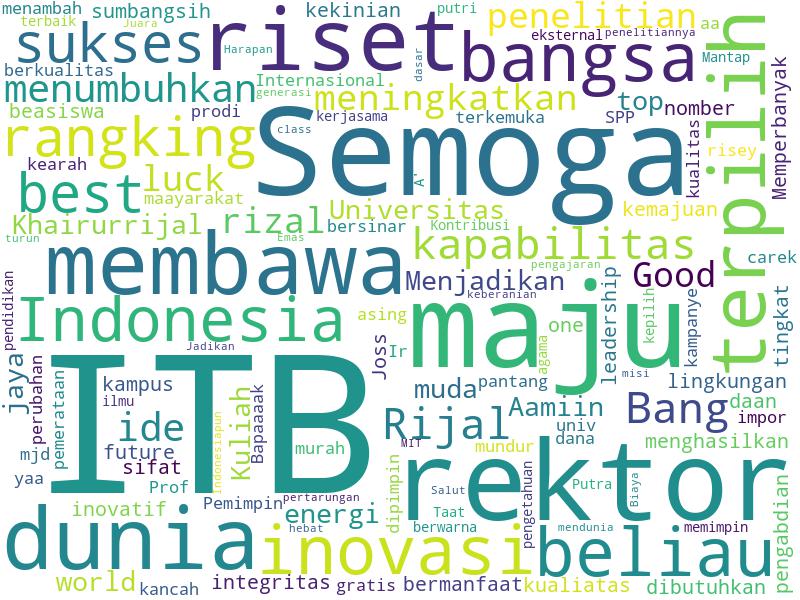 menambah sumbangsih kekinian putri penelitian aa
terbaik Juara riset eksternal penelitiannya
sukses Harapan dasar bangsa Mantap terpilih
berkualitas Internasional
menumbuhkan generasi meningkatkan top nomber Memperbanyak
beasiswa prodi class kerjasama terkemuka SPP
rangking Semoga kualitas risey
kearah A'
best luck maayarakat Universitas kemajuan
Khairurrijal rizal bersinar Kontribusi
turun Emas membawa kapabilitas pengajaran carek
pendidikan Menjadikan keberanian Good
Indonesia asing maju one leadership kepilih kampanye tingkat
Jadikan Joss Ir agama
jaya perubahan pemerataan ITB misi lingkungan
kampus muda pantang
ilmu Kuliah Bapaaaak Aamiin Bang daan
ide Rijal univ impor
mjd future murah MIT mundur dana menghasilkan
yaa sifat Indonesiapun rektor
Prof Salut Putra Biaya
Pemimpin pertarungan dipimpin pengetahuan pengabdian
inovatif energi Taat berwarna
dunia hebat inovasi mendunia beliau memimpin
world kancah integritas gratis bermanfaat kualiatas dibutuhkan